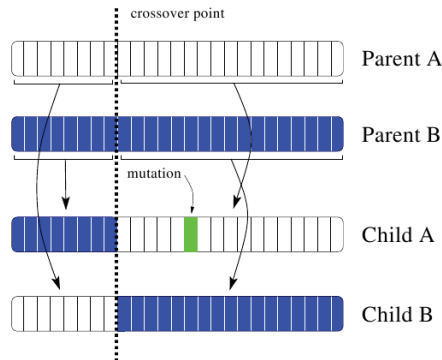 crossover point
Parent A
Parent B
mutation
Child A
Child B